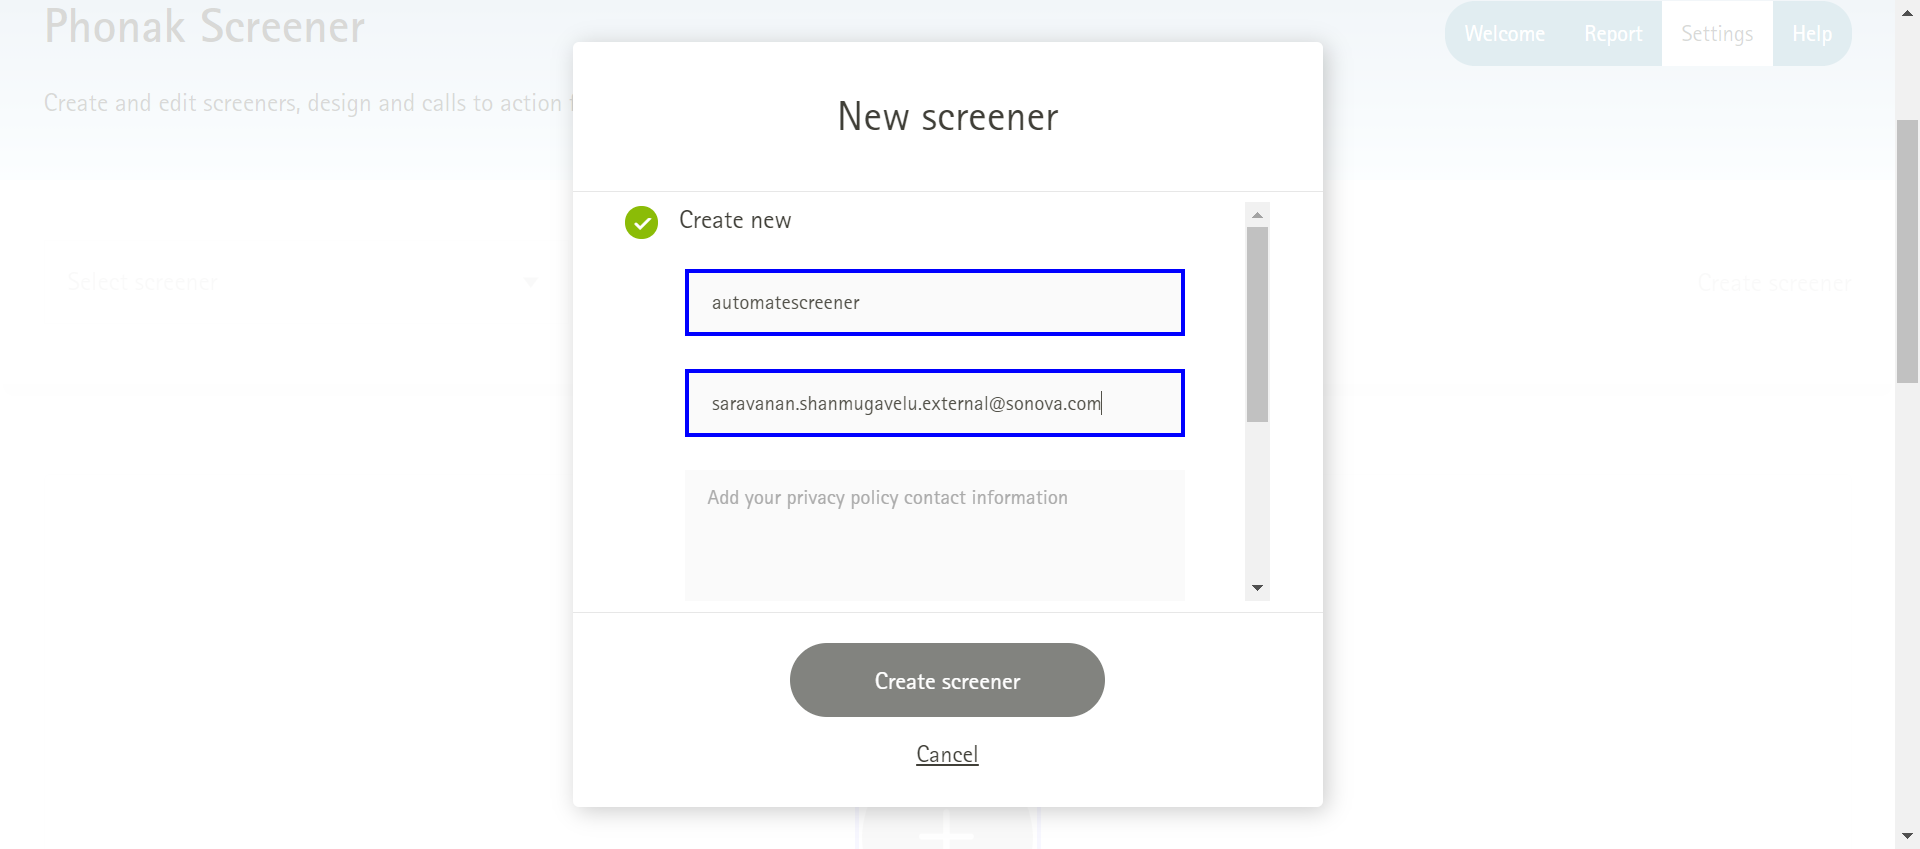 Phonak Screener
Welcome
Report
Settings
Help
Create and edit screeners, design and calls to action
New screener
Create new
Select screener
Create screener
automatescreener
saravanan.shanmugavelu.external@sonova.com
Add your privacy policy contact information
Create screener
Cancel